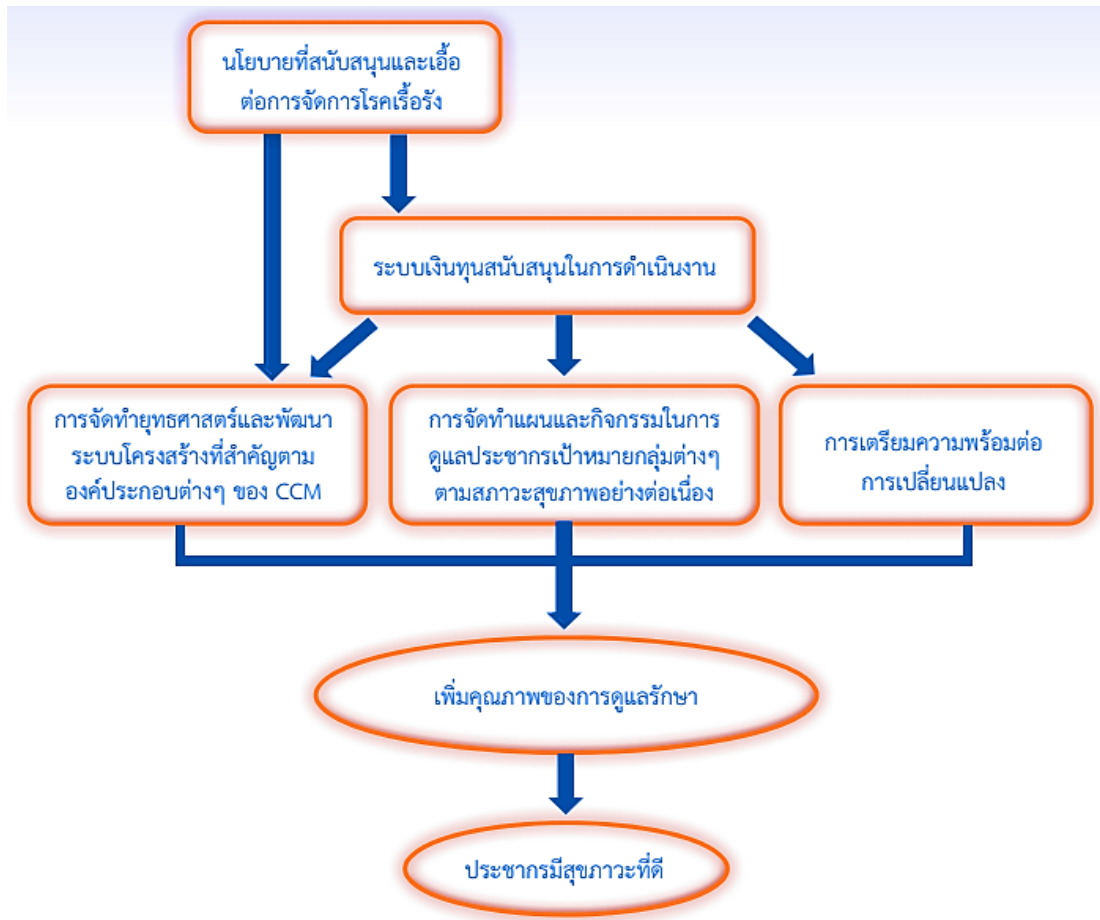 นโยบายที่สนับสนุนและเอื้อ
ต่อการจัดการโรคเรื้อรัง
ระบบเงินทุนสนับสนุนในการดำเนินงาน
การจัดทำยุทธศาสตร์และพัฒนา
ระบบโครงสร้างที่สำคัญตาม
องค์ประกอบต่างๆ ของ CCM
การจัดทำแผนและกิจกรรมในการ
ดูแลประชากรเป้าหมายกลุ่มต่างๆ
ตามสภาวะสุขภาพอย่างต่อเนื่อง
การเตรียมความพร้อมต่อ
การเปลี่ยนแปลง
เพิ่มคุณภาพของการดูแลรักษา
ประชากรมีสุขภาวะที่ดี